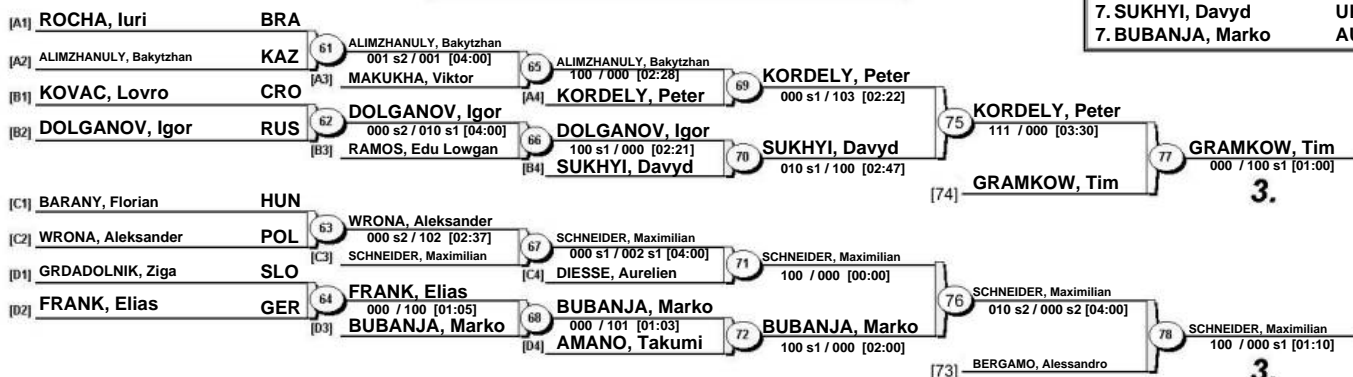 7. SUKHYI, Davyd
7. BUBANJA, Marko
[A1] ROCHA, Iuri BRA
[A2] ALIMZHANULY, Bakytzhan KAZ
61 ALIMZHANULY, Bakytzhan
001 s2 / 001 [04:00]
[A3] MAKUKHA, Viktor
65 ALIMZHANULY, Bakytzhan
100 / 000 [02:28]
[A4] KORDELY, Peter
69 KORDELY, Peter
000 s1 / 103 [02:22]
[B1] KOVAC, Lovro CRO
[B2] DOLGANOV, Igor RUS
62 DOLGANOV, Igor
000 s2 / 010 s1 [04:00]
[B3] RAMOS, Edu Lowgan
66 DOLGANOV, Igor
100 s1 / 000 [02:21]
[B4] SUKHYI, Davyd
70 SUKHYI, Davyd
010 s1 / 100 [02:47]
75 KORDELY, Peter
111 / 000 [03:30]
[74] GRAMKOW, Tim
77 GRAMKOW, Tim
000 / 100 s1 [01:00]
3.
[C1] BARANY, Florian HUN
[C2] WRONA, Aleksander POL
63 WRONA, Aleksander
000 s2 / 102 [02:37]
[C3] SCHNEIDER, Maximilian
67 SCHNEIDER, Maximilian
000 s1 / 002 s1 [04:00]
[C4] DIESSE, Aurelien
71 SCHNEIDER, Maximilian
100 / 000 [00:00]
[D1] GRDADOLNIK, Ziga SLO
[D2] FRANK, Elias GER
64 FRANK, Elias
000 / 100 [01:05]
[D3] BUBANJA, Marko
68 BUBANJA, Marko
000 / 101 [01:03]
[D4] AMANO, Takumi
72 BUBANJA, Marko
100 s1 / 000 [02:00]
76 SCHNEIDER, Maximilian
010 s2 / 000 s2 [04:00]
[73] BERGAMO, Alessandro
78 SCHNEIDER, Maximilian
100 / 000 s1 [01:10]
3.